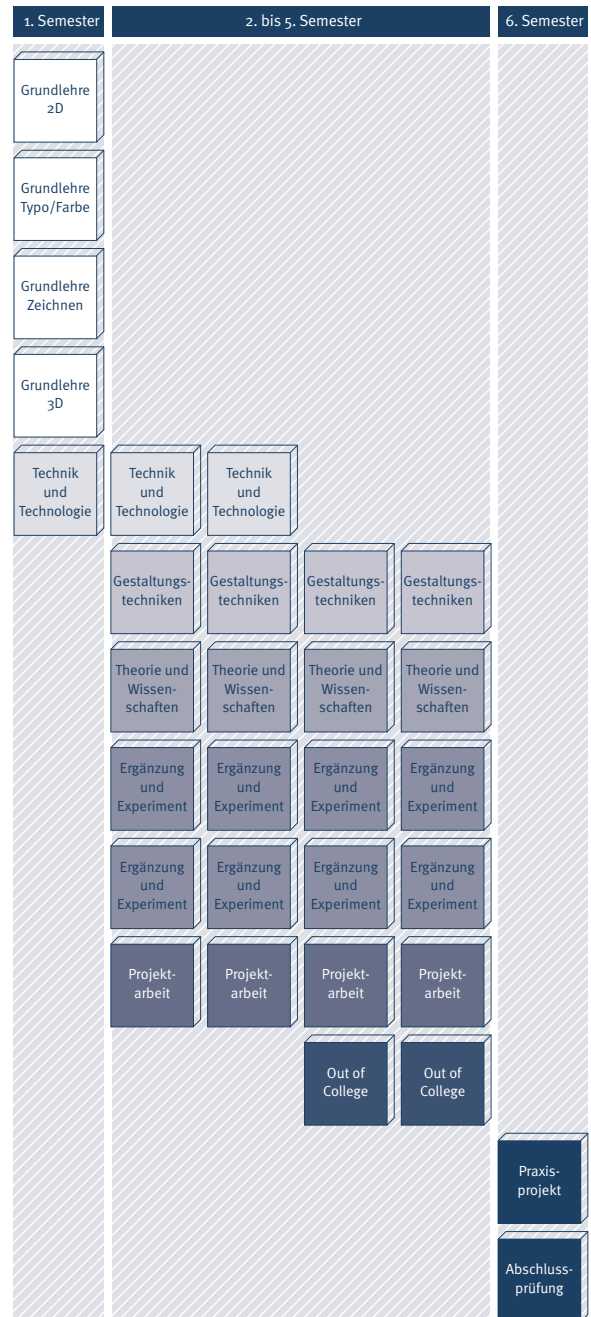 1. Semester
2. bis 5. Semester
6. Semester
Grundlehre
2D
Grundlehre
Typo/Farbe
Grundlehre
Zeichnen
Grundlehre
3D
Technik
und
Technologie
Technik
und
Technologie
Technik
und
Technologie
Gestaltungs-
techniken
Gestaltungs-
techniken
Gestaltungs-
techniken
Gestaltungs-
techniken
Theorie und
Wissen-
schaften
Theorie und
Wissen-
schaften
Theorie und
Wissen-
schaften
Theorie und
Wissen-
schaften
Ergänzung
und
Experiment
Ergänzung
und
Experiment
Ergänzung
und
Experiment
Ergänzung
und
Experiment
Ergänzung
und
Experiment
Ergänzung
und
Experiment
Ergänzung
und
Experiment
Ergänzung
und
Experiment
Projekt-
arbeit
Projekt-
arbeit
Projekt-
arbeit
Projekt-
arbeit
Out of
College
Out of
College
Praxis-
projekt
Abschluss-
prüfung